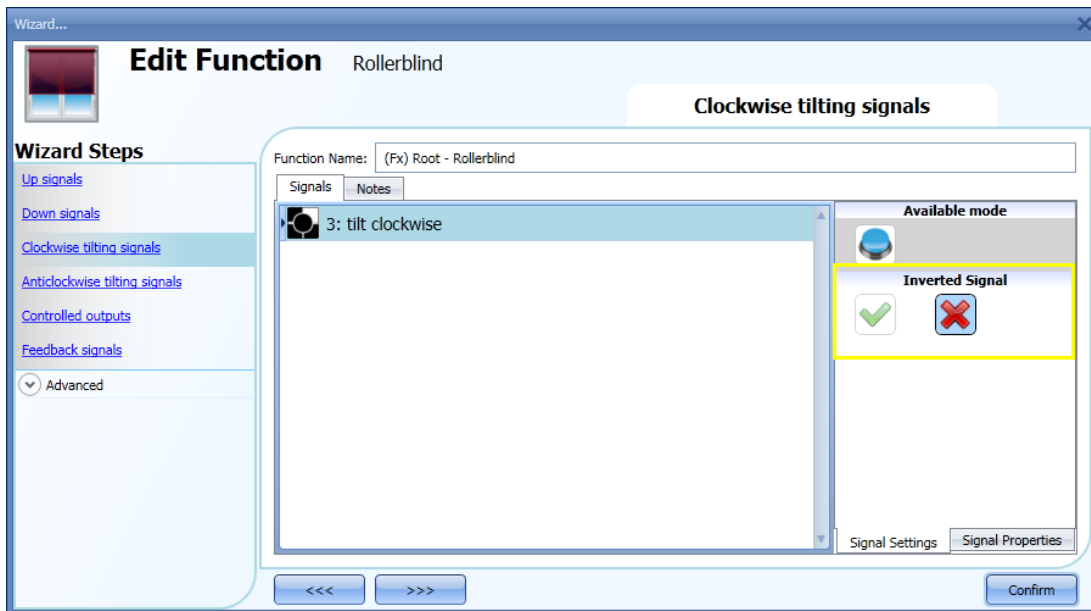 Wizard...
Edit Function Rollerblind
Clockwise tilting signals
Wizard Steps
Up signals
Down signals
Clockwise tilting signals
Anticlockwise tilting signals
Controlled outputs
Feedback signals
Advanced
Function Name: (Fx) Root - Rollerblind
Signals Notes
3: tilt clockwise
Available mode
Inverted Signal
Signal Settings Signal Properties
<<< >>> Confirm